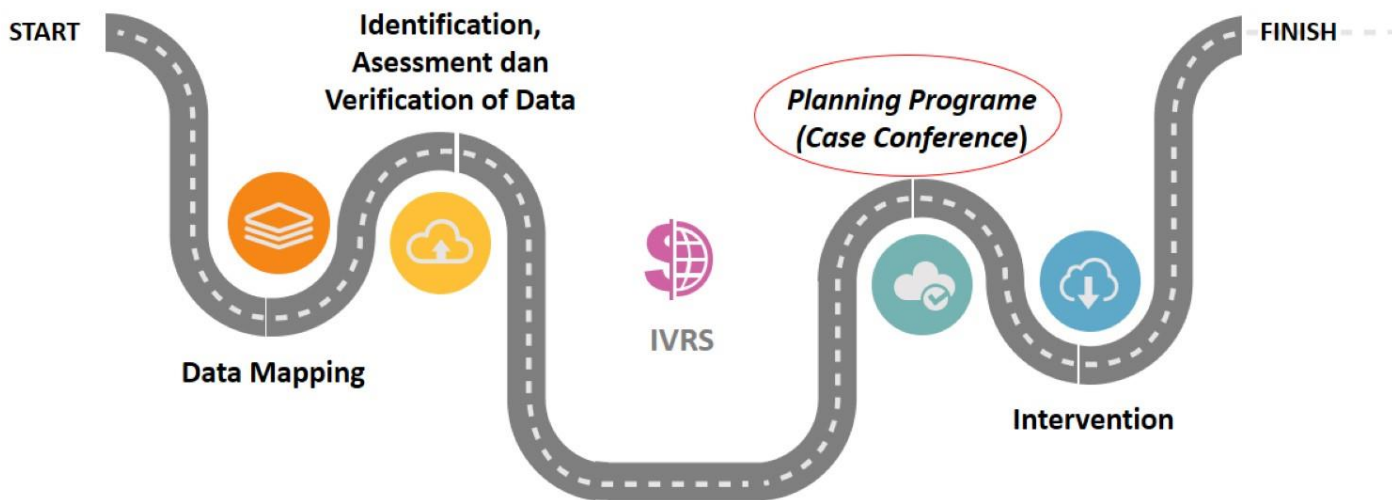 START
Identification,
Asessment dan
Verification of Data
Planning Programe
(Case Conference)
FINISH
IVRS
Data Mapping
Intervention